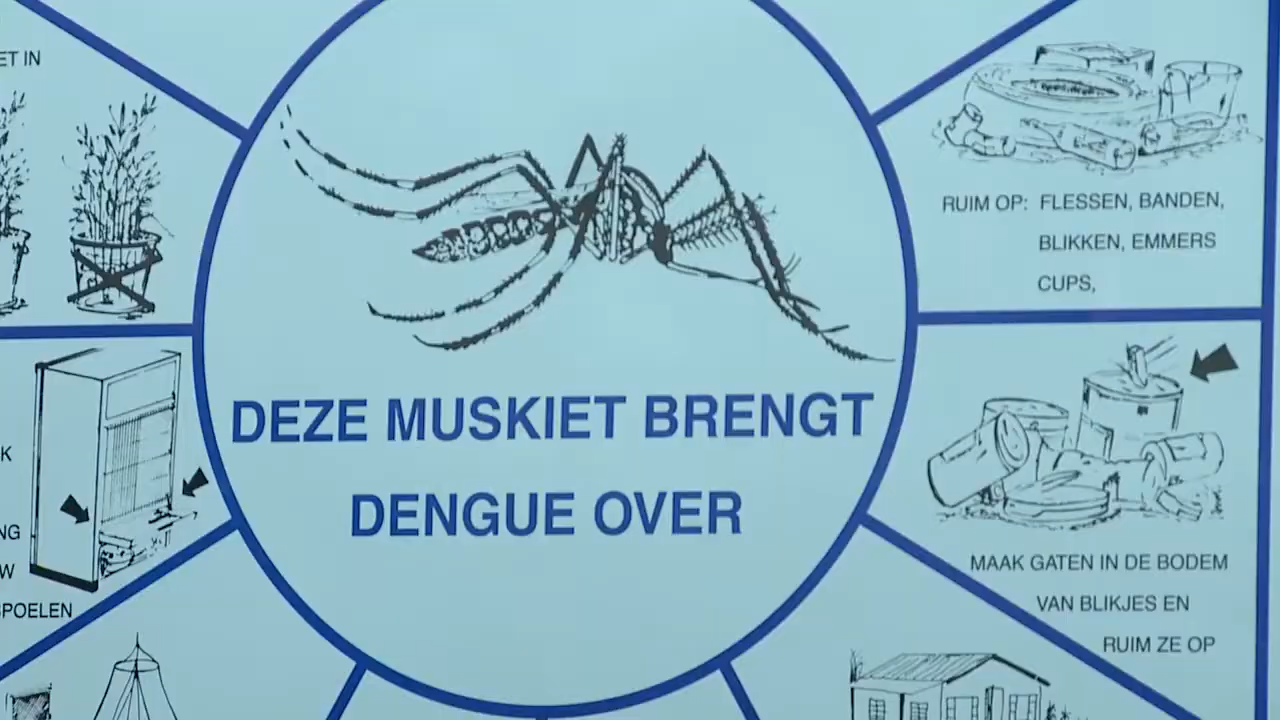 ET IN
RUIM OP: FLESSEN, BANDEN,
BLIKKEN, EMMERS
CUPS,
DEZE MUSKIET BRENGT
DENGUE OVER
K
NG
W
SPOELEN
MAAK GATEN IN DE BODEM
VAN BLIKJES EN
RUIM ZE OP